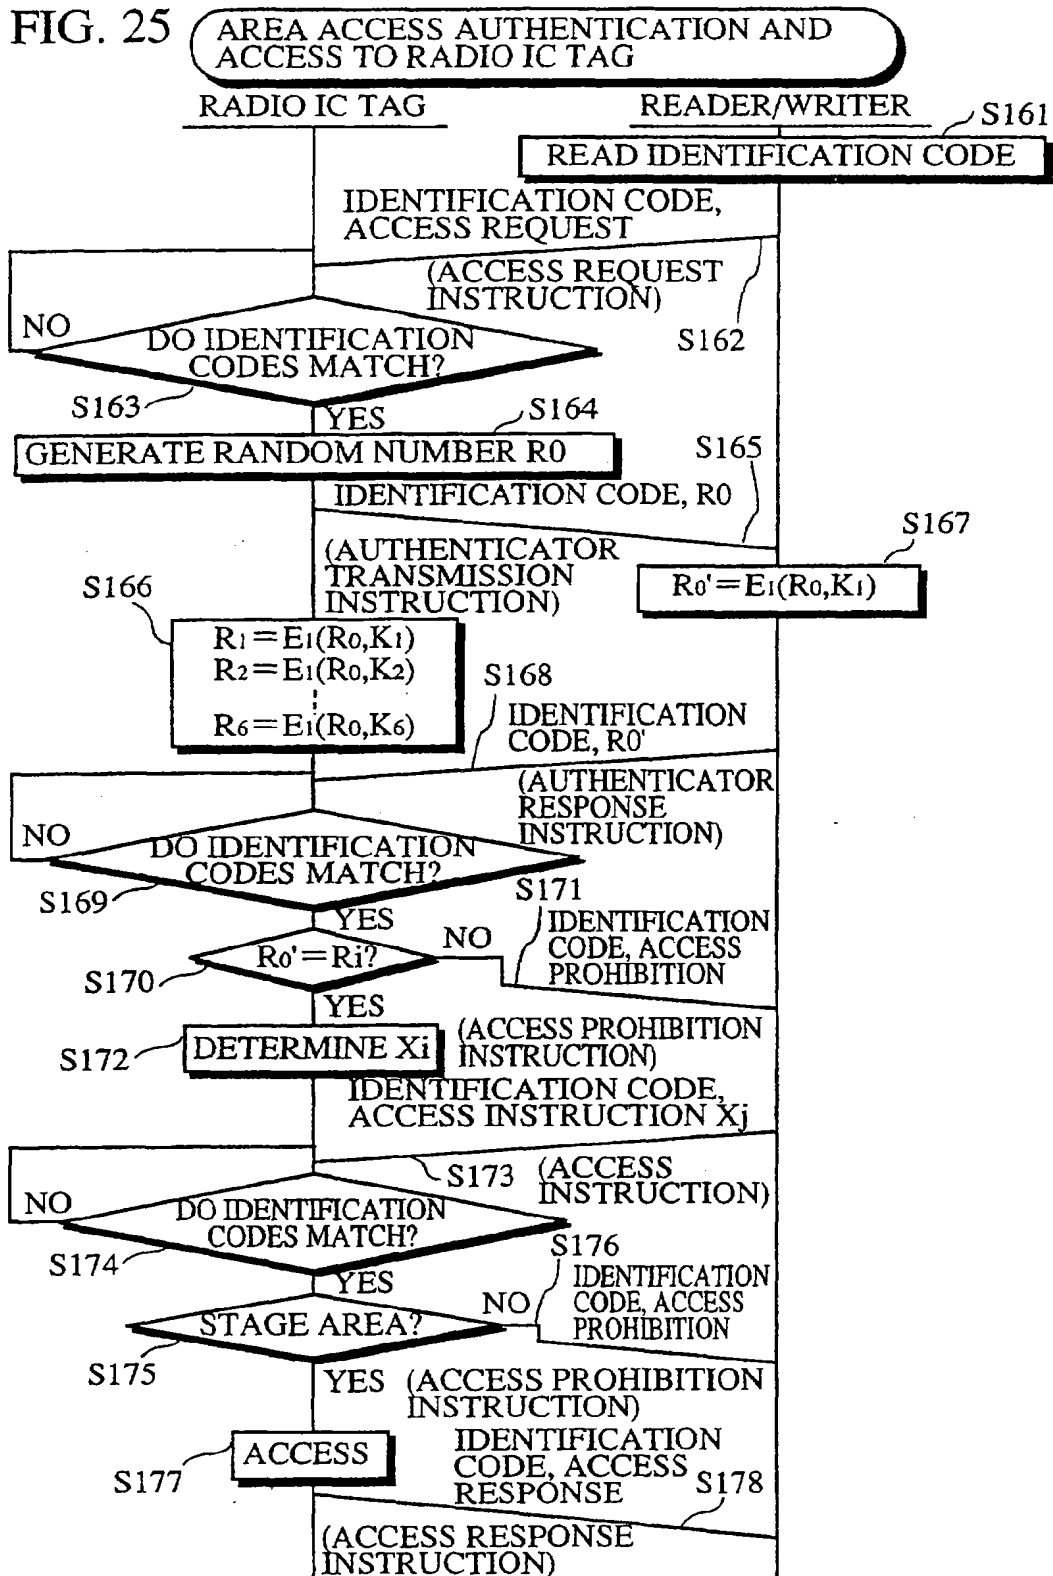 FIG. 25
AREA ACCESS AUTHENTICATION AND
ACCESS TO RADIO IC TAG
RADIO IC TAG
READER/WRITER
S161
READ IDENTIFICATION CODE
IDENTIFICATION CODE,
ACCESS REQUEST
(ACCESS REQUEST
INSTRUCTION)
S162
NO
DO IDENTIFICATION
CODES MATCH?
S163
YES
S164
GENERATE RANDOM NUMBER R0
S165
IDENTIFICATION CODE, R0
S167
(AUTHENTICATOR
TRANSMISSION
INSTRUCTION)
R0'=E1(R0,K1)
S166
R1=E1(R0,K1)
R2=E1(R0,K2)
R6=E1(R0,K6)
S168
IDENTIFICATION
CODE, R0'
(AUTHENTICATOR
RESPONSE
INSTRUCTION)
NO
DO IDENTIFICATION
CODES MATCH?
S169
YES
S171
IDENTIFICATION
CODE, ACCESS
PROHIBITION
R0'=Ri?
NO
S170
YES
(ACCESS PROHIBITION
INSTRUCTION)
S172
DETERMINE Xi
IDENTIFICATION CODE,
ACCESS INSTRUCTION Xj
S173
(ACCESS
INSTRUCTION)
NO
DO IDENTIFICATION
CODES MATCH?
S174
YES
S176
IDENTIFICATION
CODE, ACCESS
PROHIBITION
STAGE AREA?
NO
S175
YES
(ACCESS PROHIBITION
INSTRUCTION)
ACCESS
S177
IDENTIFICATION
CODE, ACCESS
RESPONSE
S178
(ACCESS RESPONSE
INSTRUCTION)